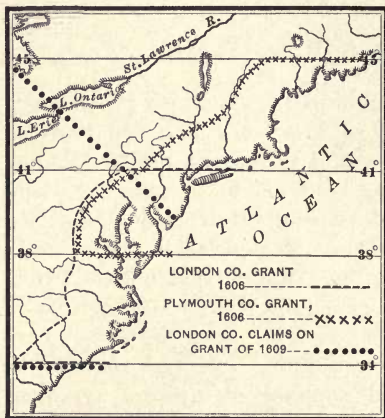 St. Lawrence R.
45
45
L. Ontario
L. Erie
41
41°
ATLANTIC
OCEAN
38°
38°
LONDON CO. GRANT
1606
PLYMOUTH CO. GRANT,
1606
LONDON CO. CLAIMS ON
GRANT OF 1609
34°
34°